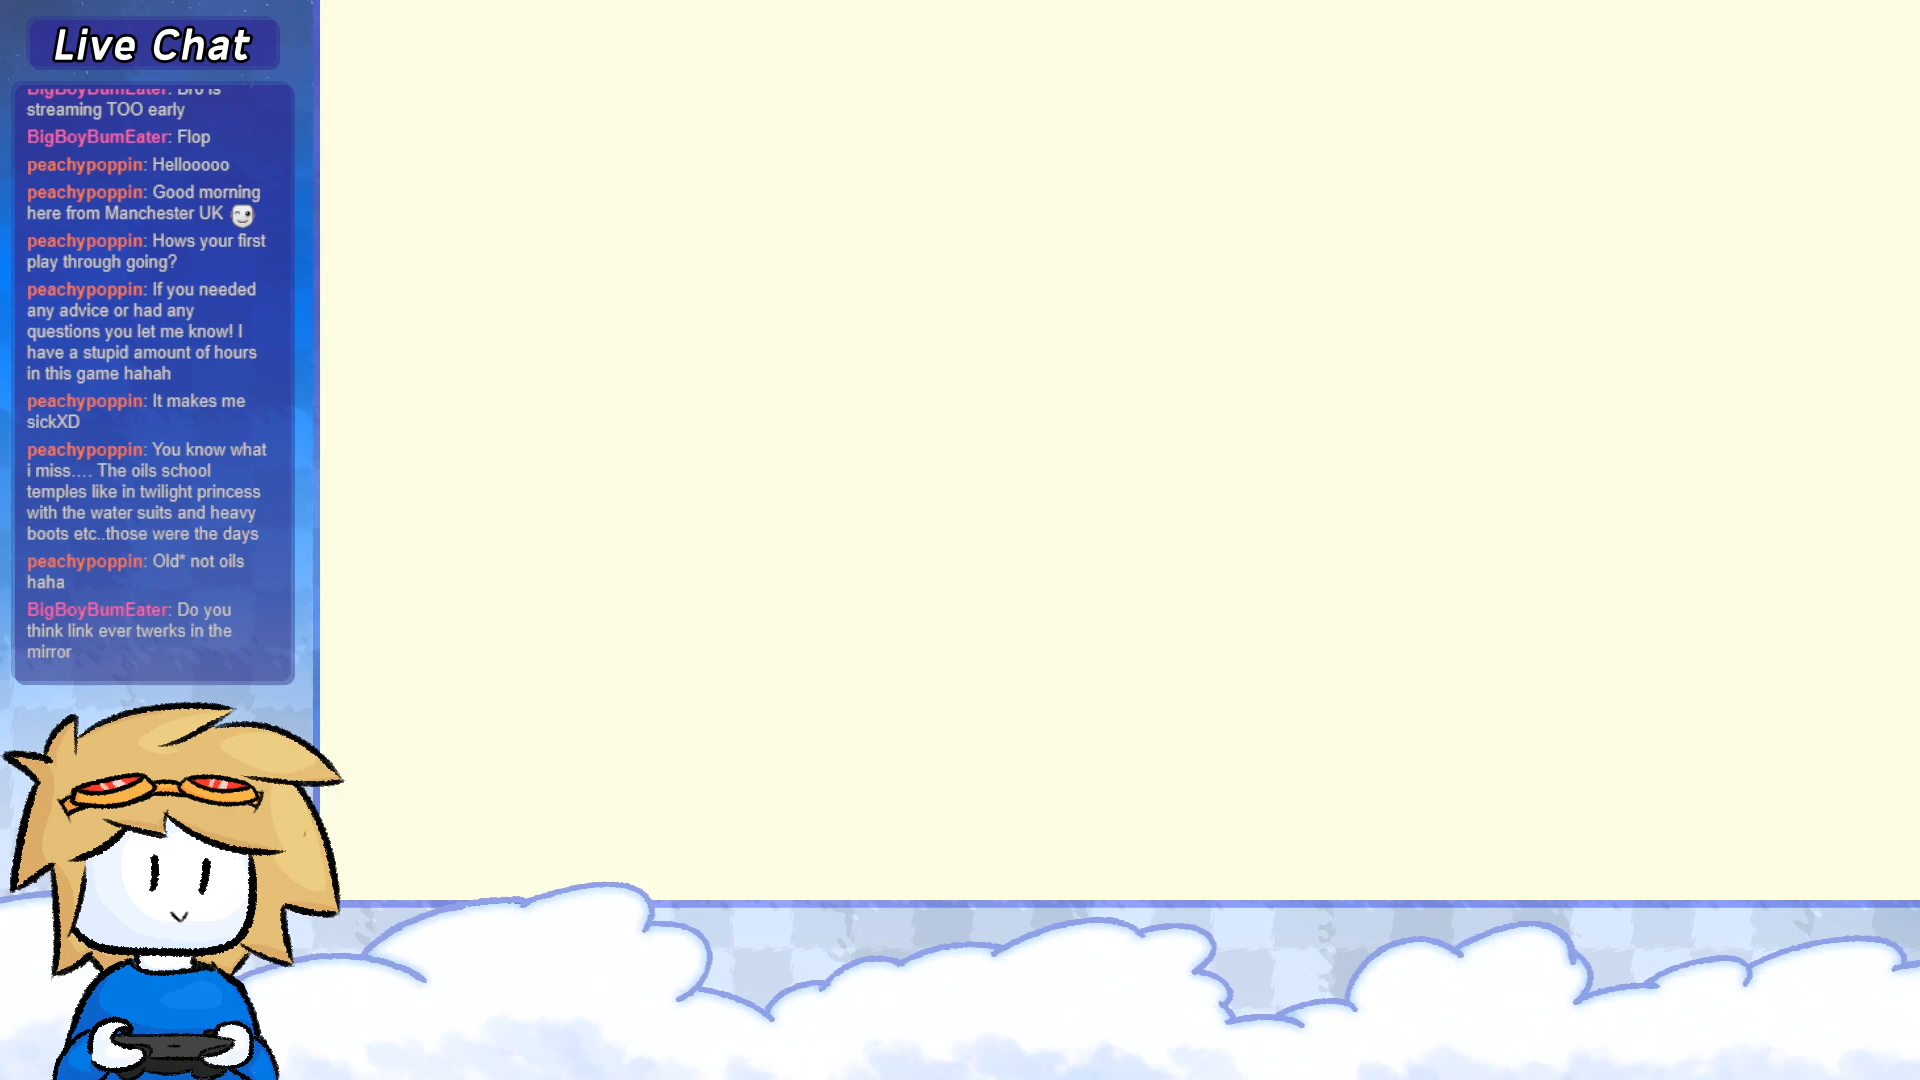 Live Chat
BigBoyBumEater: Bro is
streaming TOO early
BigBoyBumEater: Flop
peachypoppin: Hellooooo
peachypoppin: Good morning
here from Manchester UK
peachypoppin: Hows your first
play through going?
peachypoppin: If you needed
any advice or had any
questions you let me know! I
have a stupid amount of hours
in this game hahah
peachypoppin: It makes me
sickXD
peachypoppin: You know what
i miss.... The oils school
temples like in twilight princess
with the water suits and heavy
boots etc..those were the days
peachypoppin: Old* not oils
haha
BigBoyBumEater: Do you
think link ever twerks in the
mirror